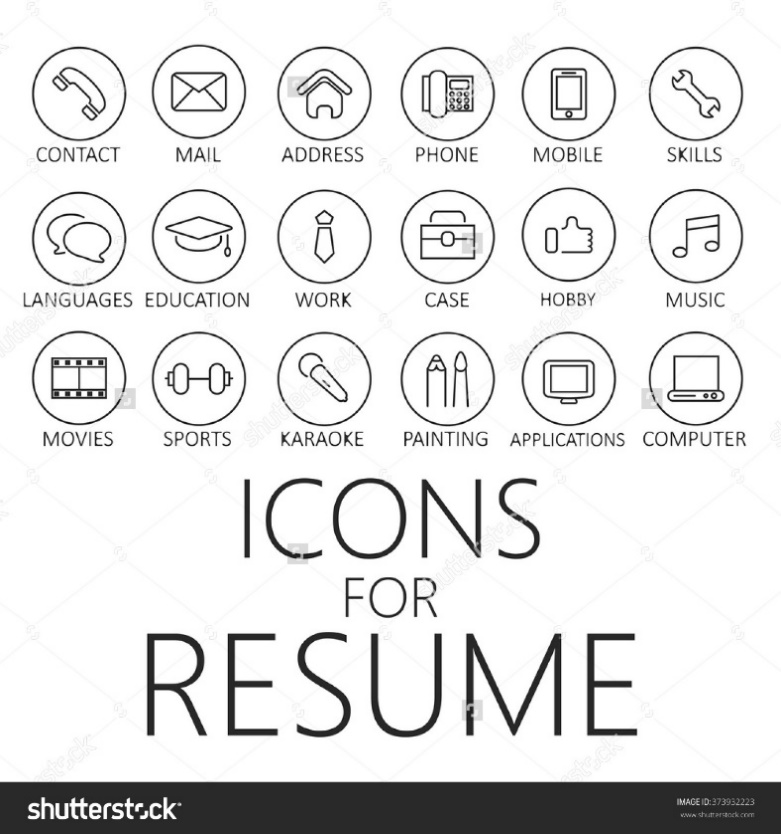 CONTACT MAIL ADDRESS PHONE MOBILE SKILLS
LANGUAGES EDUCATION WORK CASE HOBBY MUSIC
MOVIES SPORTS KARAOKE PAINTING APPLICATIONS COMPUTER
ICONS
FOR
RESUME
shutterstock
IMAGE ID: 373932223
www.shutterstock.com